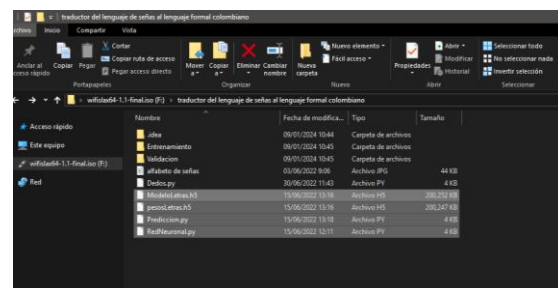 traductor del lenguaje de señas al lenguaje formal colombiano
Archivo Inicio Compartir Vista
Anclar al acceso rápido
Copiar
Pegar
Cortar
Copiar ruta de acceso
Pegar acceso directo
Mover a
Copiar a
Eliminar
Cambiar nombre
Nueva carpeta
Nuevo elemento
Fácil acceso
Propiedades
Abrir
Modificar
Historial
Seleccionar todo
No seleccionar nada
Invertir selección
Portapapeles Organizar Nuevo Abrir Seleccionar
wifislax64-1.1-final.iso (F:) › traductor del lenguaje de señas al lenguaje formal colombiano
Acceso rápido
Este equipo
wifislax64-1.1-final.iso (F:)
Red
Nombre Fecha de modifica... Tipo Tamaño
.idea 09/01/2024 10:44 Carpeta de archivos
Entrenamiento 09/01/2024 10:45 Carpeta de archivos
Validacion 09/01/2024 10:45 Carpeta de archivos
alfabeto de señas 03/06/2022 9:06 Archivo JPG 44 KB
Dedos.py 30/06/2022 11:43 Archivo PY 4 KB
ModeloLetras.h5 15/06/2022 13:16 Archivo H5 200,252 KB
pesosLetras.h5 15/06/2022 13:16 Archivo H5 200,247 KB
Prediccion.py 15/06/2022 13:18 Archivo PY 4 KB
RedNeuronal.py 15/06/2022 12:11 Archivo PY 4 KB